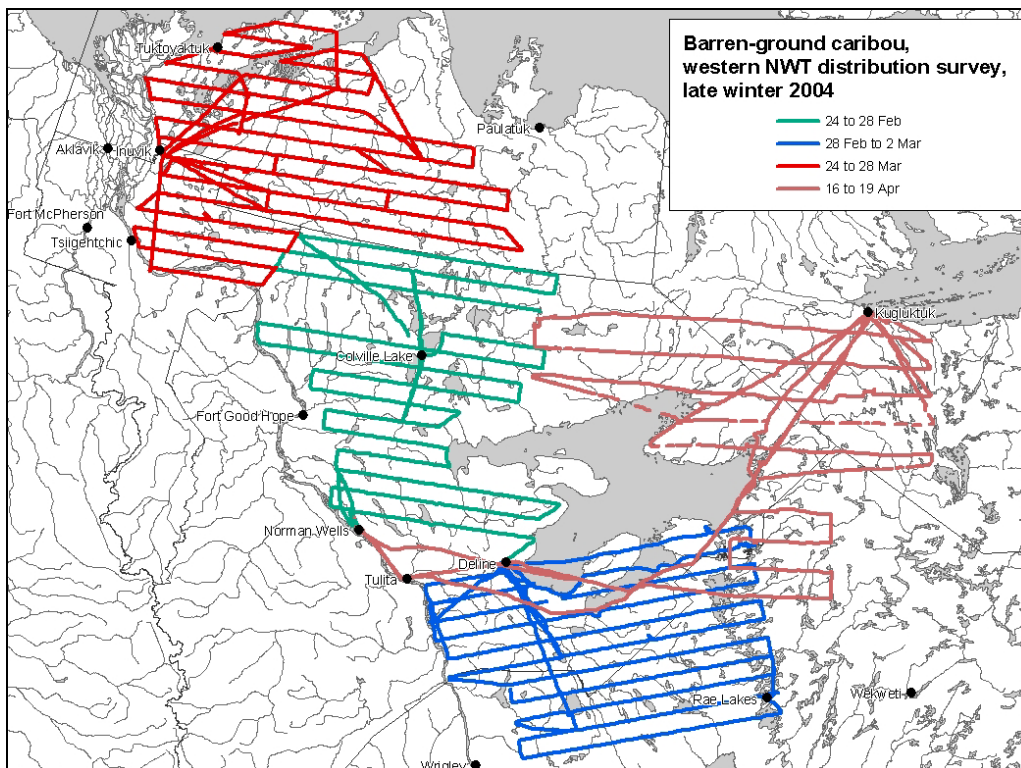 Barren-ground caribou,
western NWT distribution survey,
late winter 2004
24 to 28 Feb
28 Feb to 2 Mar
24 to 28 Mar
16 to 19 Apr
Tuktoyaktuk
Paulatuk
Aklavik
Inuvik
Fort McPherson
Tsiigentchic
Kugluktuk
Colville Lake
Fort Good Hope
Norman Wells
Deline
Tulita
Rae Lakes
Wekweti
Wrigley